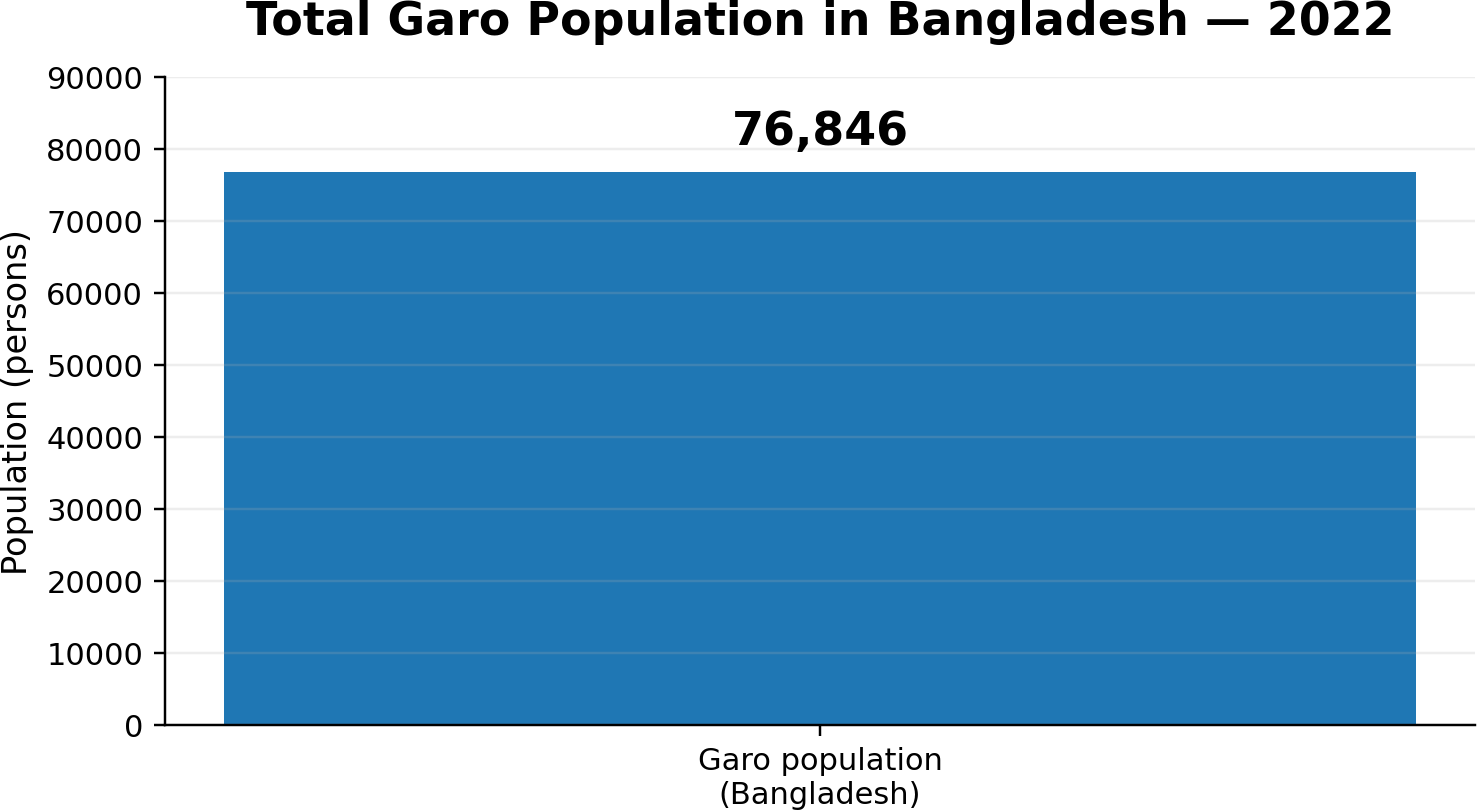 Total Garo Population in Bangladesh — 2022
90000
76,846
80000
70000
60000
50000
40000
30000
20000
10000
0
Population (persons)
Garo population
(Bangladesh)